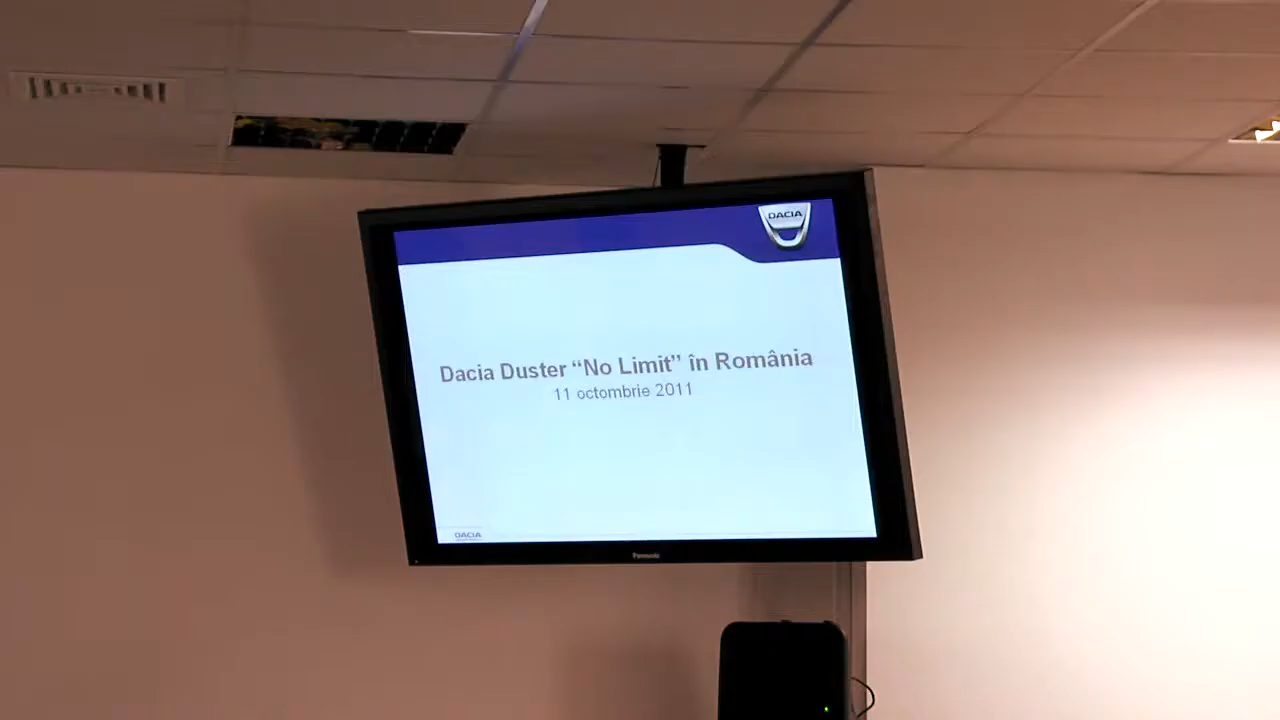 DACIA
Dacia Duster “No Limit” în România
11 octombrie 2011
DACIA
Panasonic